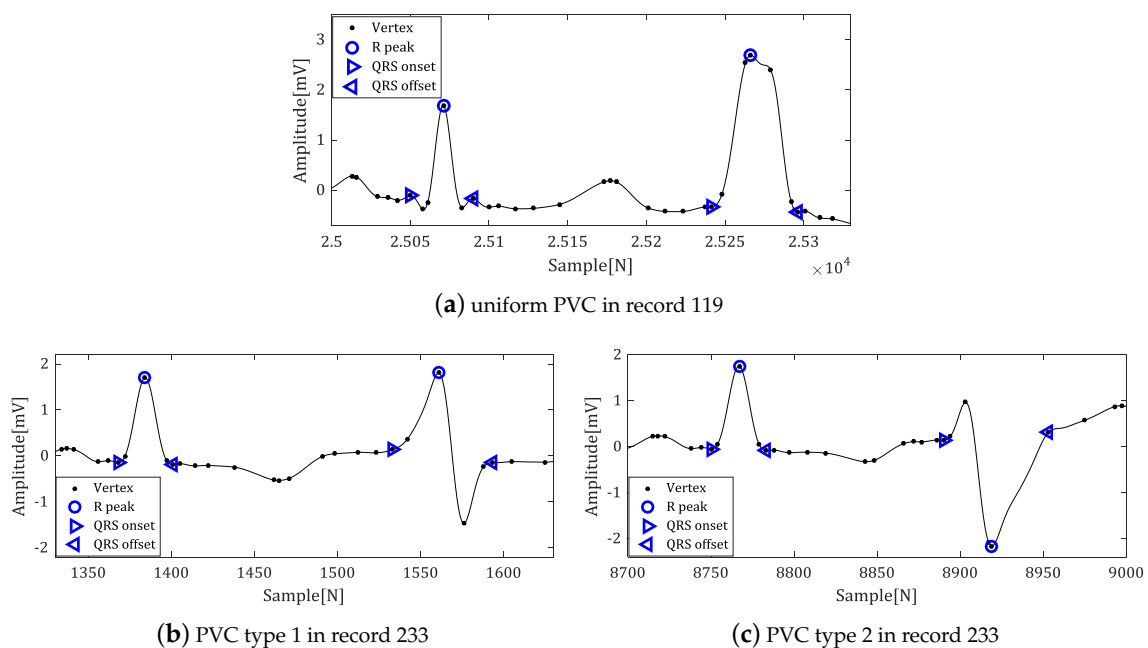 Vertex
R peak
QRS onset
QRS offset
Amplitude[mV]
3
2
1
0
2.5 2.505 2.51 2.515 2.52 2.525 2.53
×10⁴
Sample[N]
(a) uniform PVC in record 119
Amplitude[mV]
2
1
0
-1
-2
Vertex
R peak
QRS onset
QRS offset
1350 1400 1450 1500 1550 1600
Sample[N]
(b) PVC type 1 in record 233
Amplitude[mV]
2
1
0
-1
-2
Vertex
R peak
QRS onset
QRS offset
8700 8750 8800 8850 8900 8950 9000
Sample[N]
(c) PVC type 2 in record 233